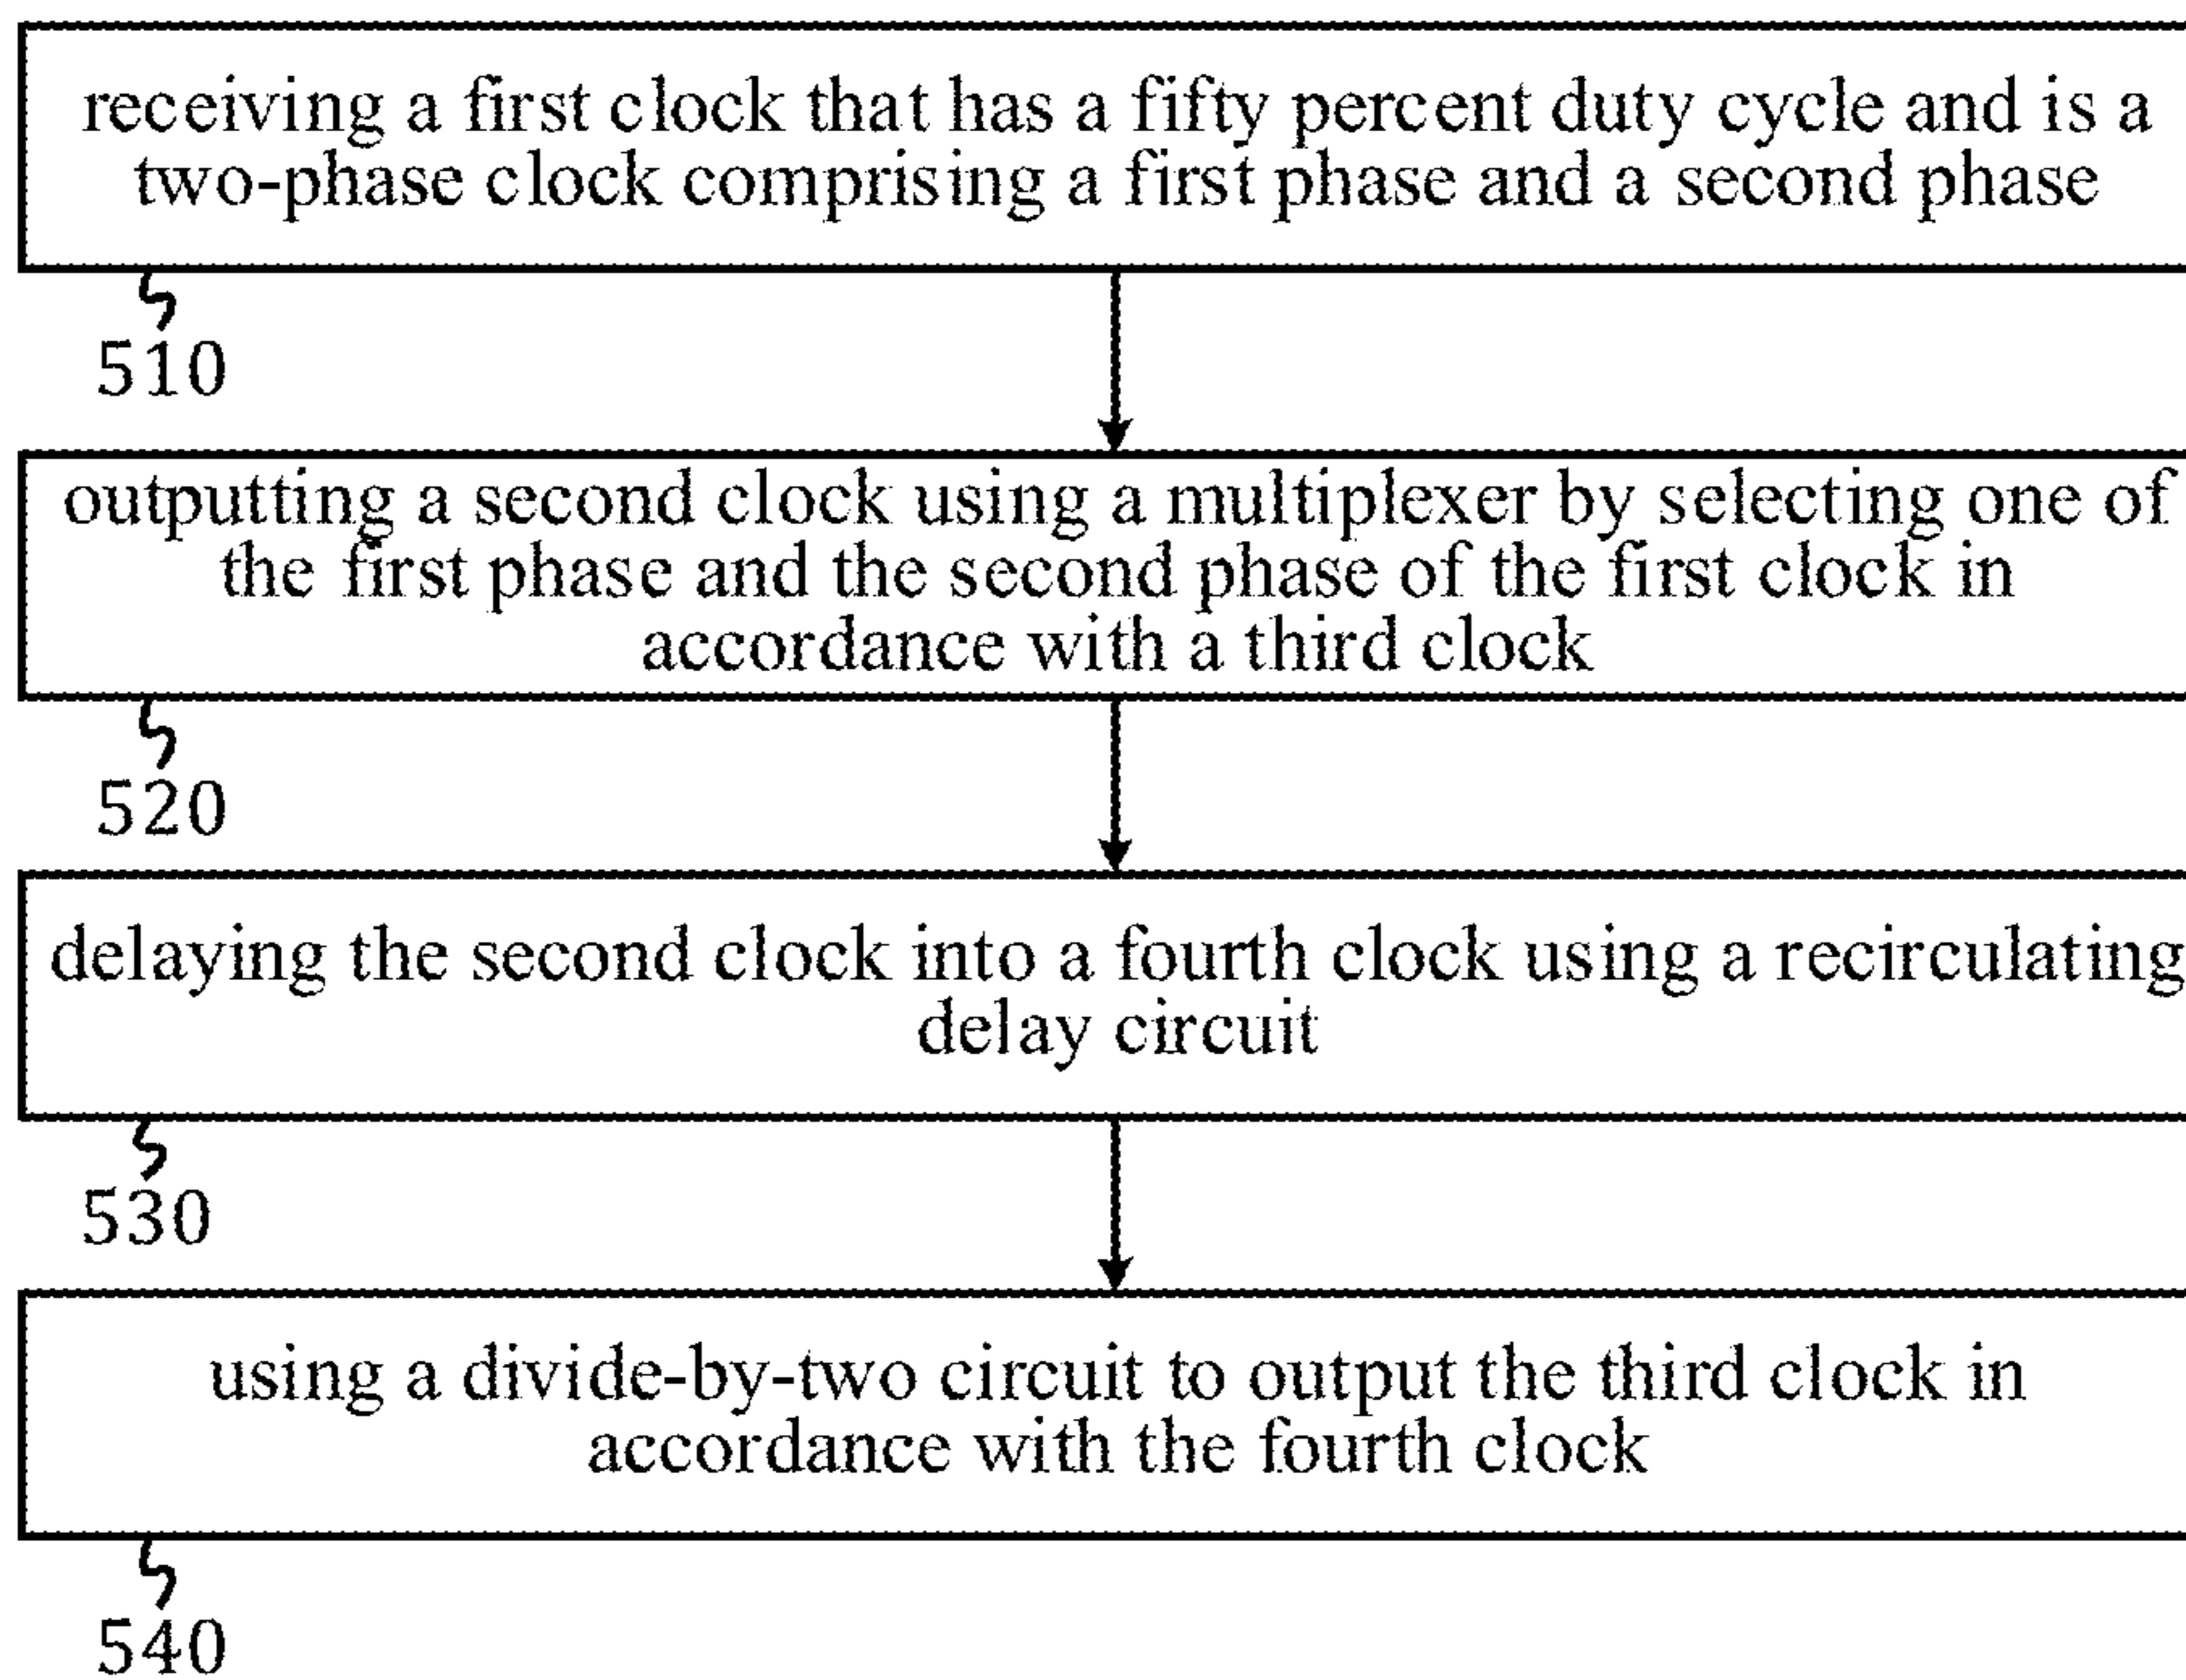 receiving a first clock that has a fifty percent duty cycle and is a
two-phase clock comprising a first phase and a second phase
510
outputting a second clock using a multiplexer by selecting one of
the first phase and the second phase of the first clock in
accordance with a third clock
520
delaying the second clock into a fourth clock using a recirculating
delay circuit
530
using a divide-by-two circuit to output the third clock in
accordance with the fourth clock
540